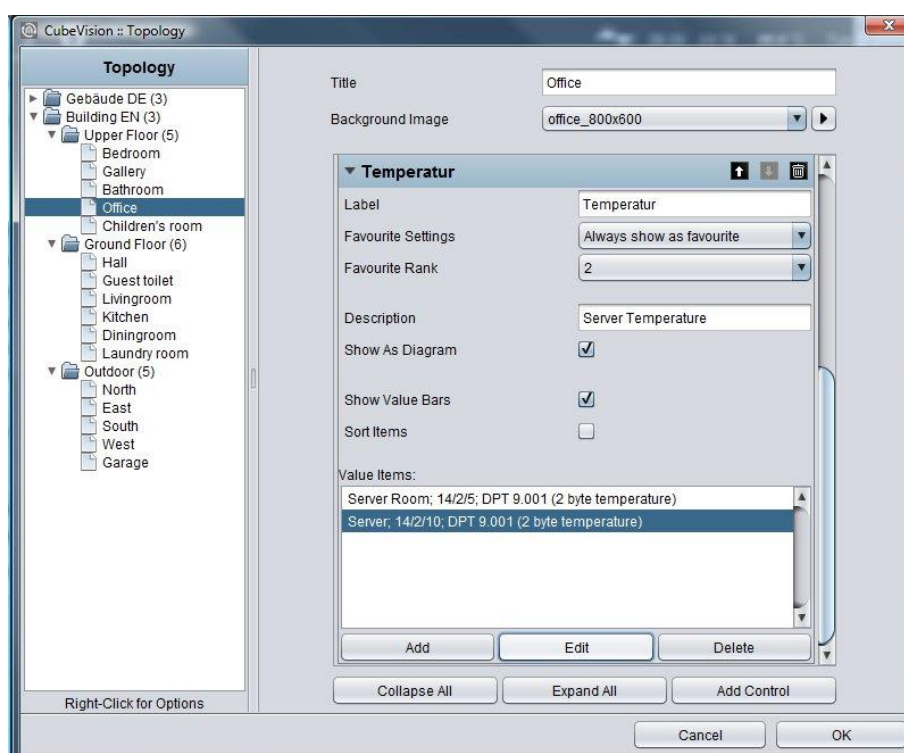 CubeVision :: Topology
Topology
Gebäude DE (3)
Building EN (3)
Upper Floor (5)
Bedroom
Gallery
Bathroom
Office
Children's room
Ground Floor (6)
Hall
Guest toilet
Livingroom
Kitchen
Diningroom
Laundry room
Outdoor (5)
North
East
South
West
Garage
Right-Click for Options
Title Office
Background Image office_800x600
Temperatur
Label Temperatur
Favourite Settings Always show as favourite
Favourite Rank 2
Description Server Temperature
Show As Diagram
Show Value Bars
Sort Items
Value Items:
Server Room; 14/2/5; DPT 9.001 (2 byte temperature)
Server; 14/2/10; DPT 9.001 (2 byte temperature)
Add Edit Delete
Collapse All Expand All Add Control
Cancel OK